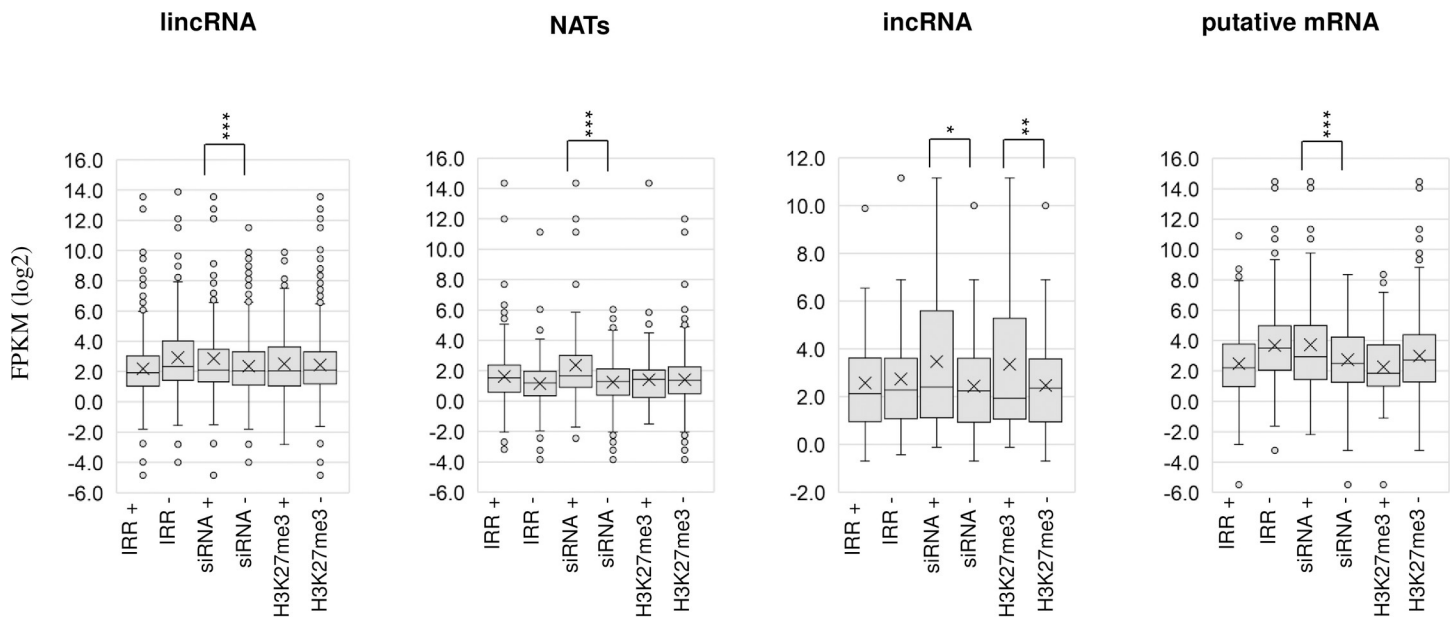 lincRNA
NATs
incRNA
putative mRNA
FPKM (log2)
***
16.0
14.0
12.0
10.0
8.0
6.0
4.0
2.0
0.0
-2.0
-4.0
-6.0
IRR +
IRR -
siRNA +
siRNA -
H3K27me3 +
H3K27me3 -
***
16.0
14.0
12.0
10.0
8.0
6.0
4.0
2.0
0.0
-2.0
-4.0
-6.0
IRR +
IRR -
siRNA +
siRNA -
H3K27me3 +
H3K27me3 -
*
**
12.0
10.0
8.0
6.0
4.0
2.0
0.0
-2.0
IRR +
IRR -
siRNA +
siRNA -
H3K27me3 +
H3K27me3 -
***
16.0
14.0
12.0
10.0
8.0
6.0
4.0
2.0
0.0
-2.0
-4.0
-6.0
IRR +
IRR -
siRNA +
siRNA -
H3K27me3 +
H3K27me3 -